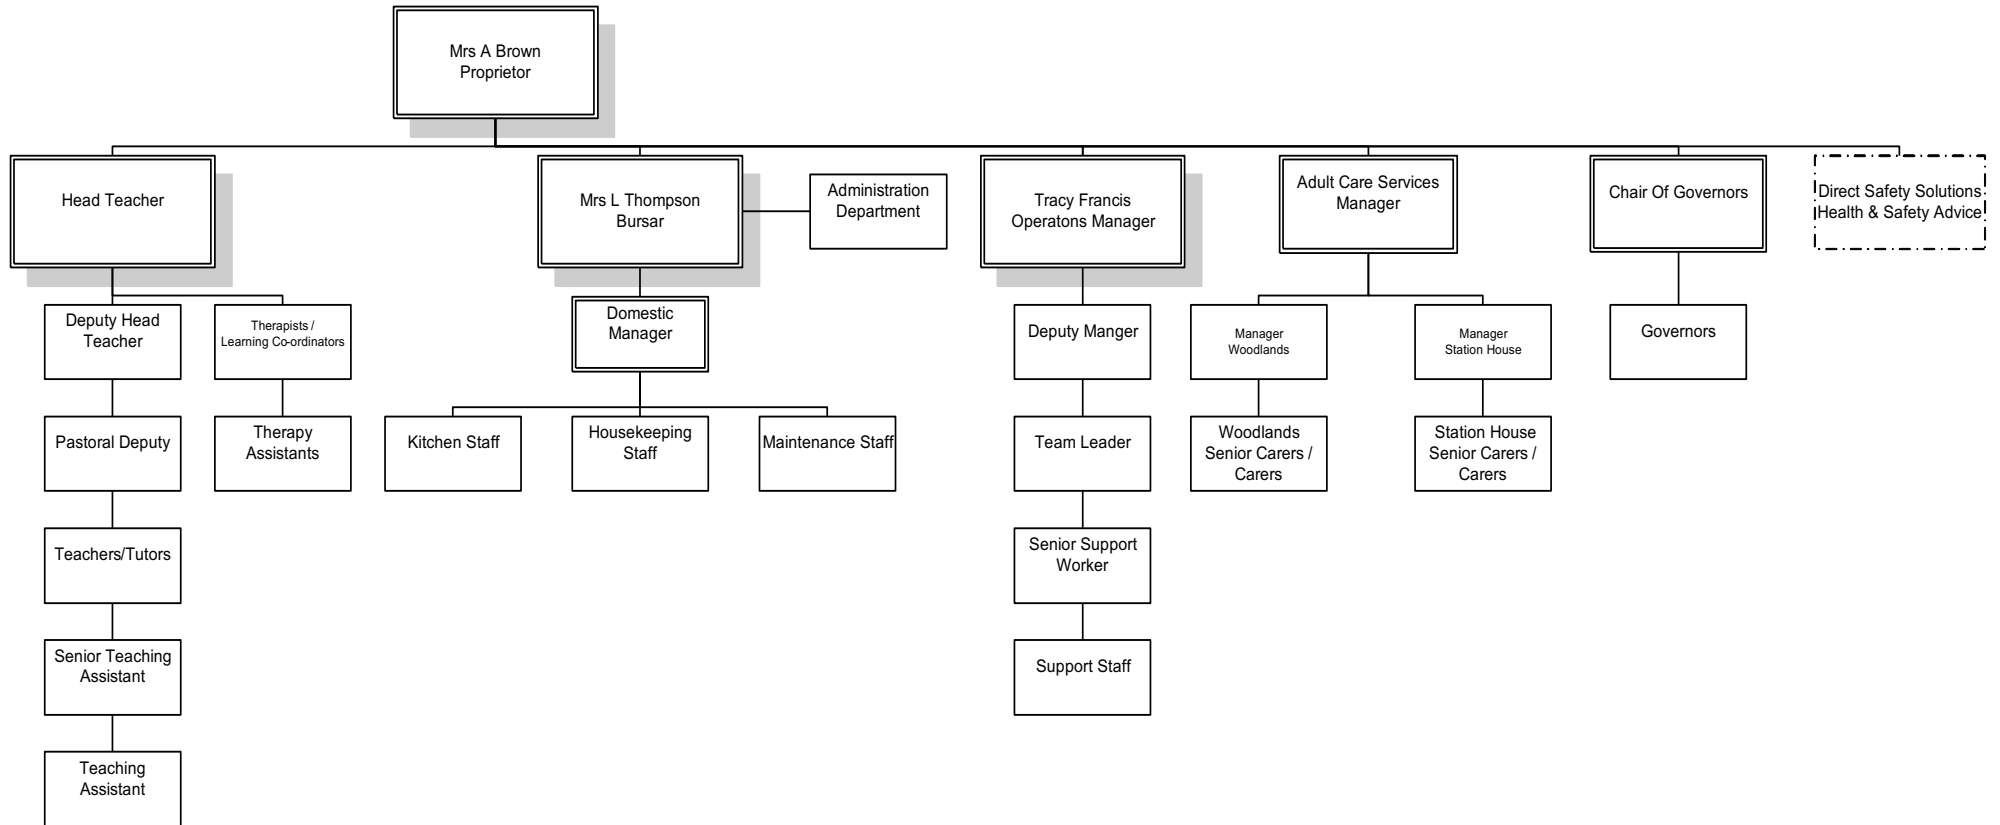 Mrs A Brown
Proprietor
Head Teacher
Mrs L Thompson
Bursar
Administration
Department
Tracy Francis
Operatons Manager
Adult Care Services
Manager
Chair Of Governors
Direct Safety Solutions
Health & Safety Advice
Deputy Head
Teacher
Therapists /
Learning Co-ordinators
Domestic
Manager
Deputy Manger
Manager
Woodlands
Manager
Station House
Governors
Pastoral Deputy
Therapy
Assistants
Kitchen Staff
Housekeeping
Staff
Maintenance Staff
Team Leader
Woodlands
Senior Carers /
Carers
Station House
Senior Carers /
Carers
Teachers/Tutors
Senior Support
Worker
Senior Teaching
Assistant
Support Staff
Teaching
Assistant